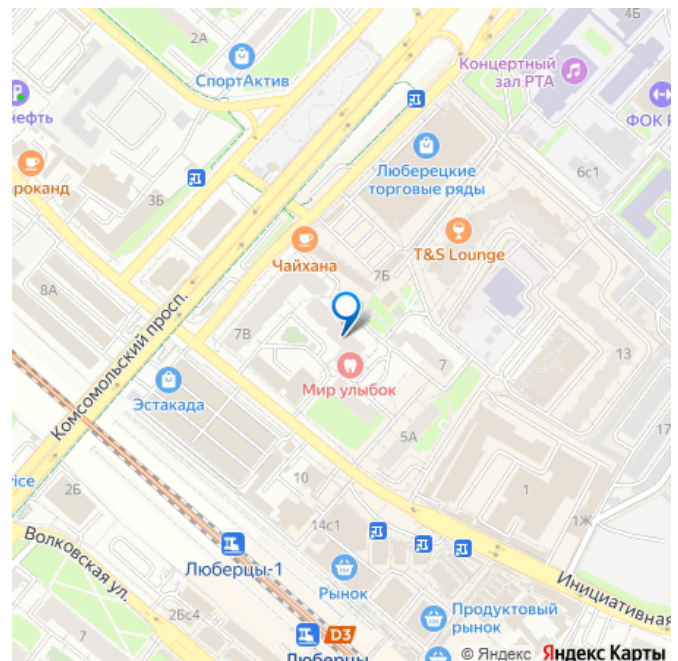 2А
4Б
СпортАктив
Концертный
зал РТА
нефть
ФОК
роканд
3Б
Люберецкие
торговые ряды
6с1
T&S Lounge
Чайхана
7Б
8А
Комсомольский просп.
7В
13
7
Мир улыбок
Эстакада
5А
17
10
1
ice
2Б
14с1
1Ж
Волковская ул.
Люберцы-1
Рынок
Инициативная
2Бс4
Продуктовый
рынок
7
D3
Люберцы
© Яндекс Яндекс Карты